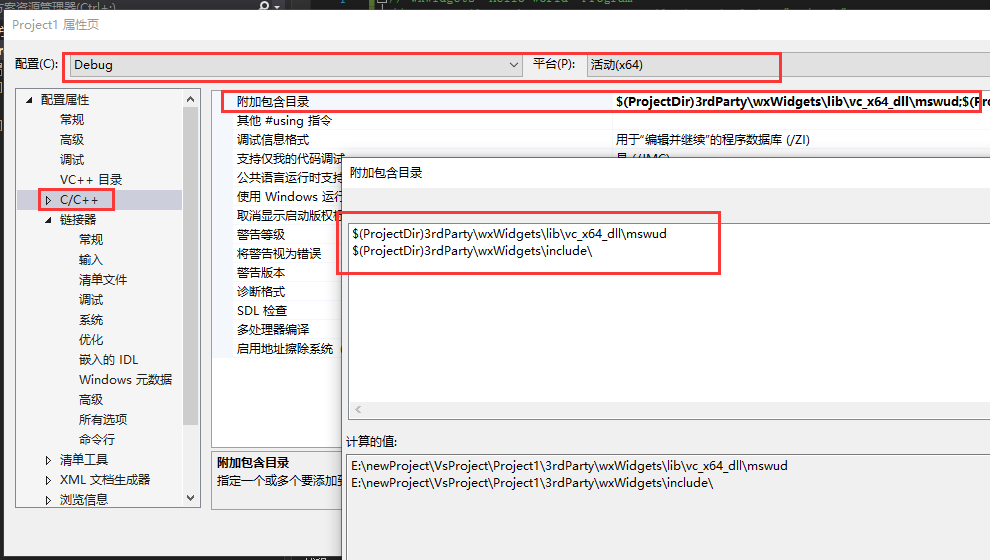 案资源管理器(Ctrl+;)
// wxWidgets "Hello world" Program
Project1 属性页
配置(C):
Debug
平台(P):
活动(x64)
配置属性
常规
高级
调试
VC++ 目录
C/C++
链接器
常规
输入
清单文件
调试
系统
优化
嵌入的 IDL
Windows 元数据
高级
所有选项
命令行
清单工具
XML 文档生成器
浏览信息
附加包含目录 $(ProjectDir)3rdParty\wxWidgets\lib\vc_x64_dll\mswud;$(Pro
其他 #using 指令
调试信息格式 用于“编辑并继续”的程序数据库 (/ZI)
支持仅我的代码调试 是 (/JMC)
公共语言运行时支持
使用 Windows 运行
取消显示启动版权
警告等级
将警告视为错误
警告版本
诊断格式
SDL 检查
多处理器编译
启用地址擦除系统 (
附加包含目录
指定一个或多个要添加到
附加包含目录
$(ProjectDir)3rdParty\wxWidgets\lib\vc_x64_dll\mswud
$(ProjectDir)3rdParty\wxWidgets\include\
计算的值:
E:\newProject\VsProject\Project1\3rdParty\wxWidgets\lib\vc_x64_dll\mswud
E:\newProject\VsProject\Project1\3rdParty\wxWidgets\include\